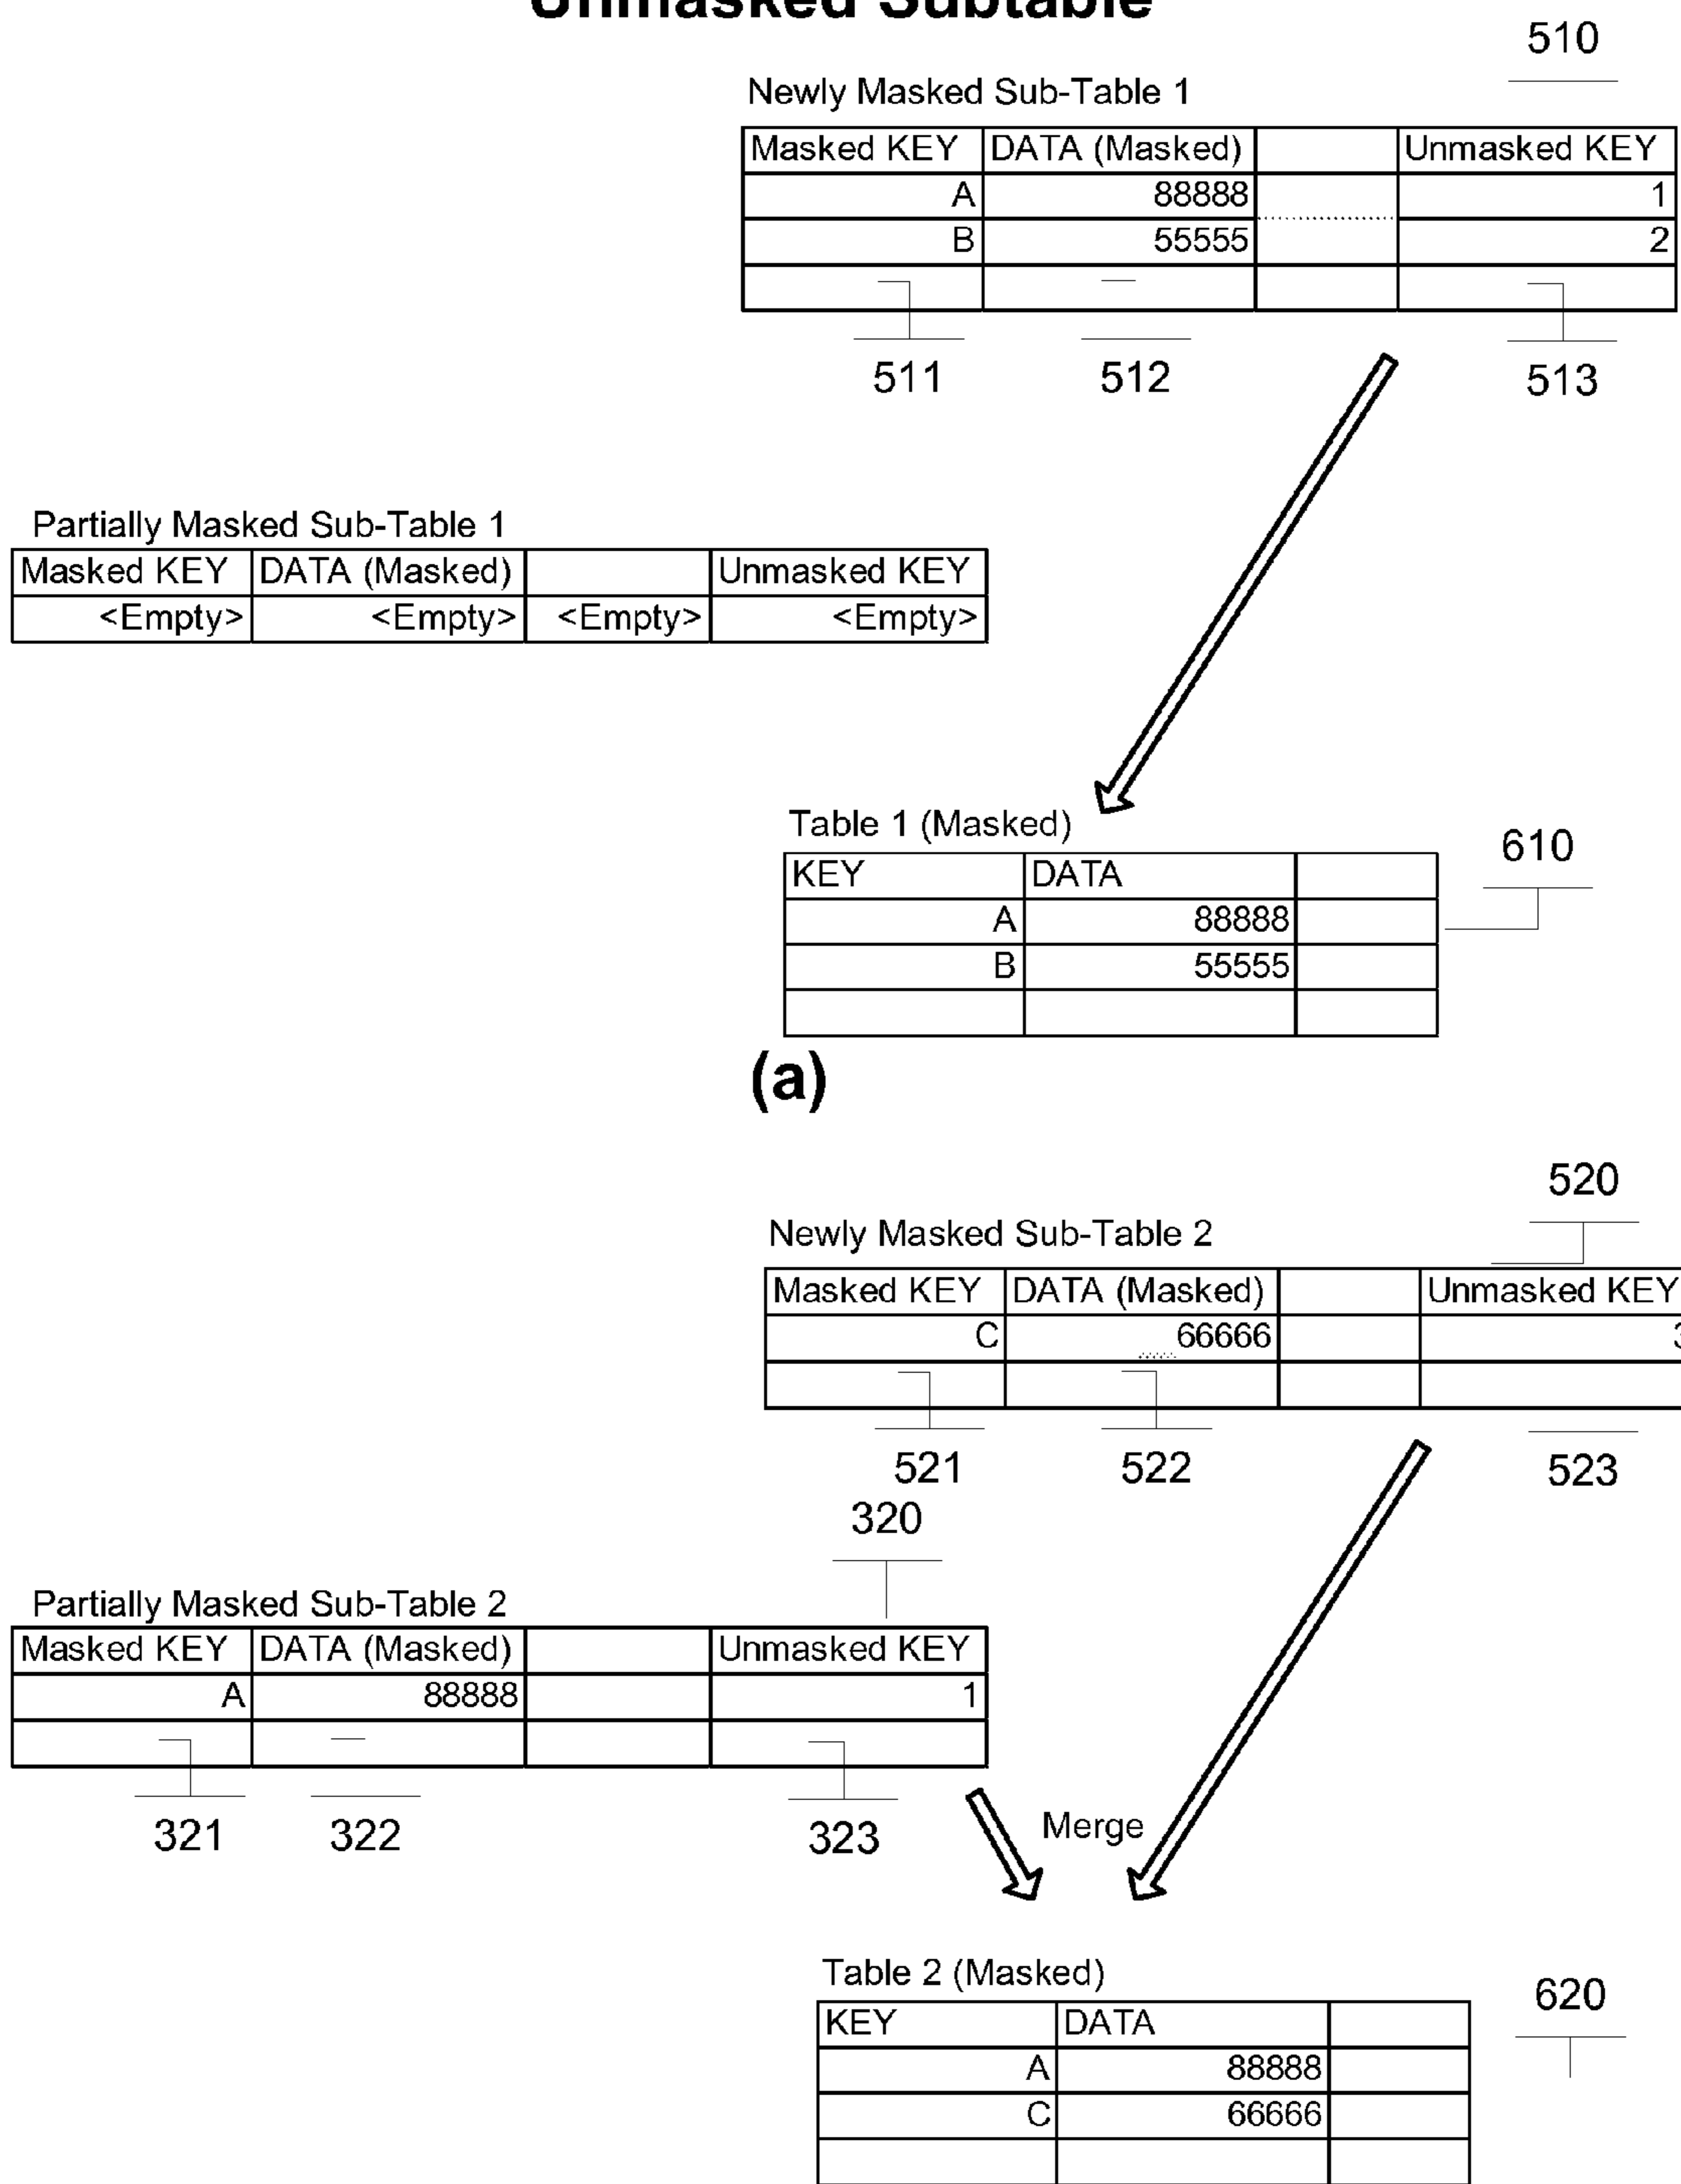 Unmasked Subtable
510
Newly Masked Sub-Table 1
Masked KEY DATA (Masked) Unmasked KEY
A 88888 1
B 55555 2
511 512 513
Partially Masked Sub-Table 1
Masked KEY DATA (Masked) Unmasked KEY
<Empty> <Empty> <Empty> <Empty>
Table 1 (Masked)
610
KEY DATA
A 88888
B 55555
(a)
520
Newly Masked Sub-Table 2
Masked KEY DATA (Masked) Unmasked KEY
C 66666 3
521 522 523
320
Partially Masked Sub-Table 2
Masked KEY DATA (Masked) Unmasked KEY
A 88888 1
321 322 323
Merge
Table 2 (Masked)
620
KEY DATA
A 88888
C 66666